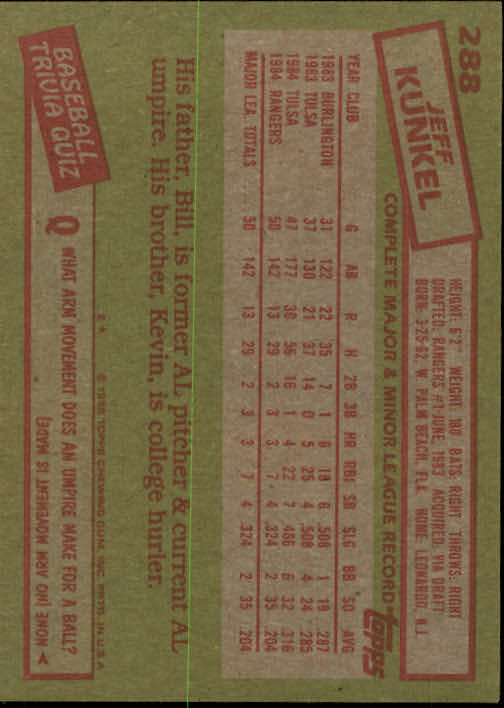 288
JEFF
KUNKEL
HEIGHT: 6'2" WEIGHT: 180 BATS: RIGHT THROWS: RIGHT
DRAFTED: RANGERS #1-JUNE, 1983 ACQUIRED: VIA DRAFT
BORN: 3-25-62, W. PALM BEACH, FLA. HOME: LEONARDO, N.J.
COMPLETE MAJOR & MINOR LEAGUE RECORD
topps
YEAR CLUB G AB R H 2B 3B HR RBI SB SLG BB SO AVG
1983 BURLINGTON 31 122 22 35 7 1 6 18 6 .508 1 19 .287
1983 TULSA 37 130 21 37 14 0 5 25 4 .508 4 24 .285
1984 TULSA 47 177 38 56 16 1 4 22 7 .486 6 32 .316
1984 RANGERS 50 142 13 29 2 3 3 7 4 .324 2 35 .204
MAJOR LEA. TOTALS 50 142 13 29 2 3 3 7 4 .324 2 35 .204
His father, Bill, is former AL pitcher & current AL
umpire. His brother, Kevin, is college hurler.
© 1985 TOPPS CHEWING GUM, INC. PRTD. IN U.S.A.
BASEBALL
TRIVIA QUIZ
Q WHAT ARM MOVEMENT DOES AN UMPIRE MAKE FOR A BALL?
A NONE (NO ARM MOVEMENT IS MADE)